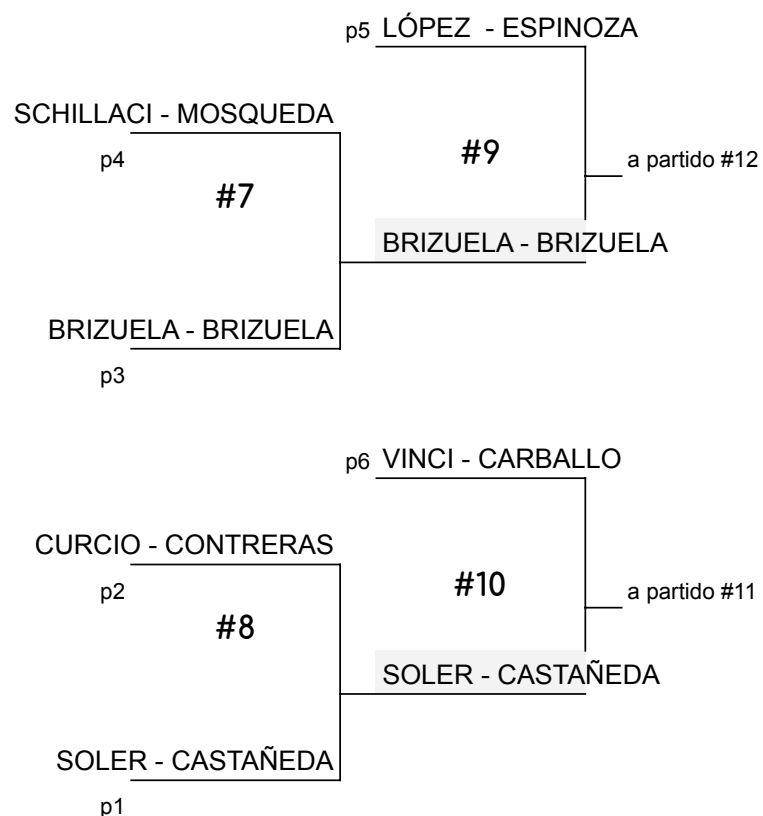 p5 LÓPEZ - ESPINOZA
SCHILLACI - MOSQUEDA
p4
#7
#9
a partido #12
BRIZUELA - BRIZUELA
BRIZUELA - BRIZUELA
p3
p6 VINCI - CARBALLO
CURCIO - CONTRERAS
p2
#8
#10
a partido #11
SOLER - CASTAÑEDA
SOLER - CASTAÑEDA
p1